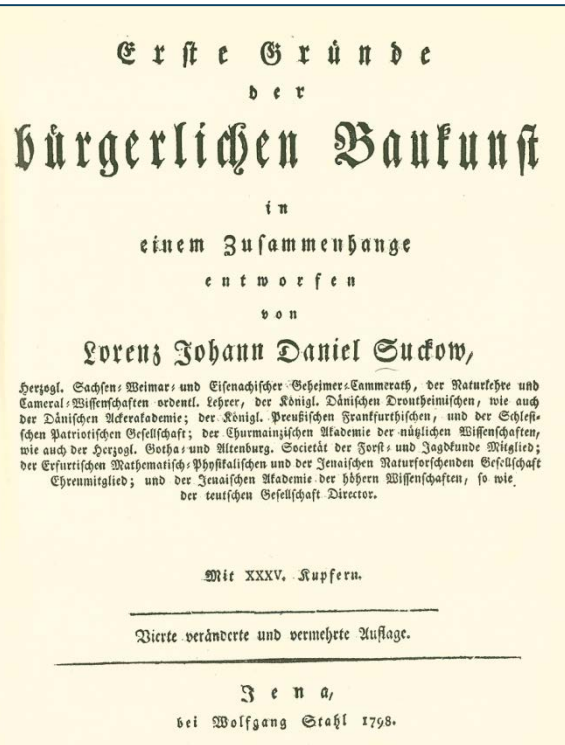 Erste Gründe
der
bürgerlichen Baukunst
in
einem Zusammenhange
entworfen
von
Lorenz Johann Daniel Suckow,
Herzogl. Sachsen-Weimar- und Eisenachischer Geheimer-Cammerath, der Naturlehre und
Cameral-Wissenschaften ordentl. Lehrer, der Königl. Dänischen Drontheimischen, wie auch
der Dänischen Ackerakademie; der Königl. Preußischen Frankfurthischen, und der Schlesi-
schen Patriotischen Gesellschaft; der Churmainzischen Akademie der nützlichen Wissenschaften,
wie auch der Herzogl. Gotha- und Altenburg. Societät der Forst- und Jagdkunde Mitglied;
der Erfurtischen Mathematisch-Physikalischen und der Jenaischen Naturforschenden Gesellschaft
Ehrenmitglied; und der Jenaischen Akademie der höhern Wissenschaften, so wie
der teutschen Gesellschaft Director.
Mit XXXV. Kupfern.
Vierte veränderte und vermehrte Auflage.
Jena,
bei Wolfgang Stahl 1798.